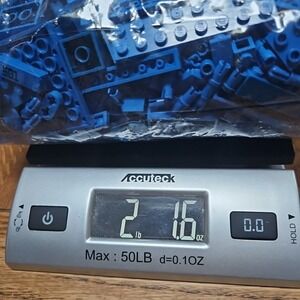 Accuteck
2 lb 1.6 oz
0.0
HOLD
Max : 50LB d=0.1OZ